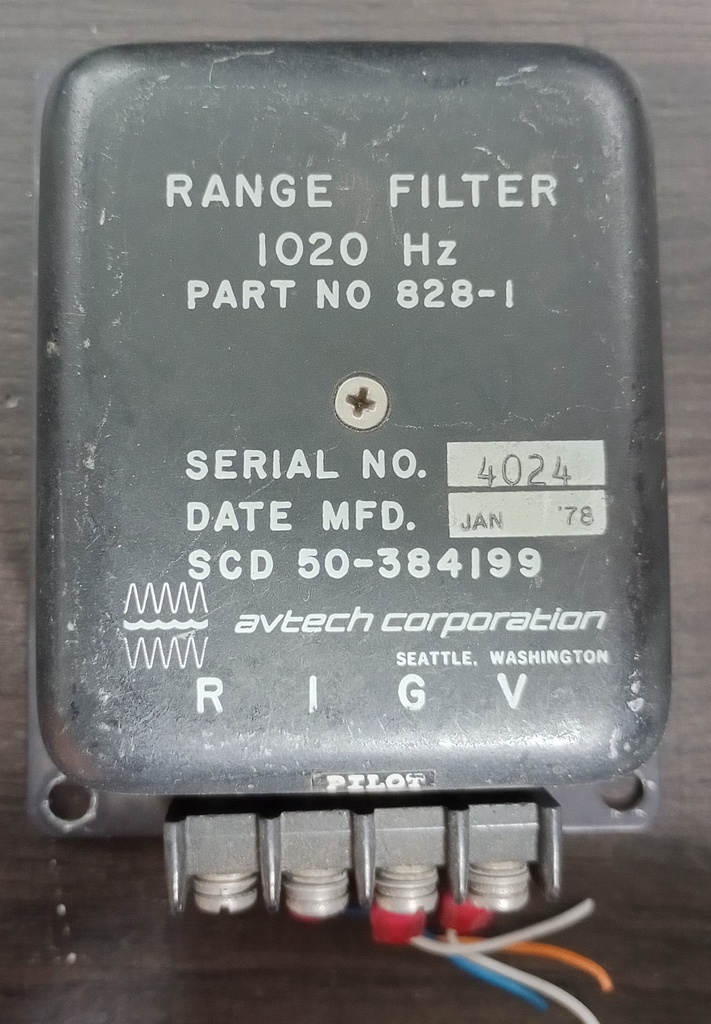 RANGE FILTER
1020 Hz
PART NO 828-1
SERIAL NO. 4024
DATE MFD. JAN '78
SCD 50-384199
avtech corporation
SEATTLE, WASHINGTON
R I G V
PILOT